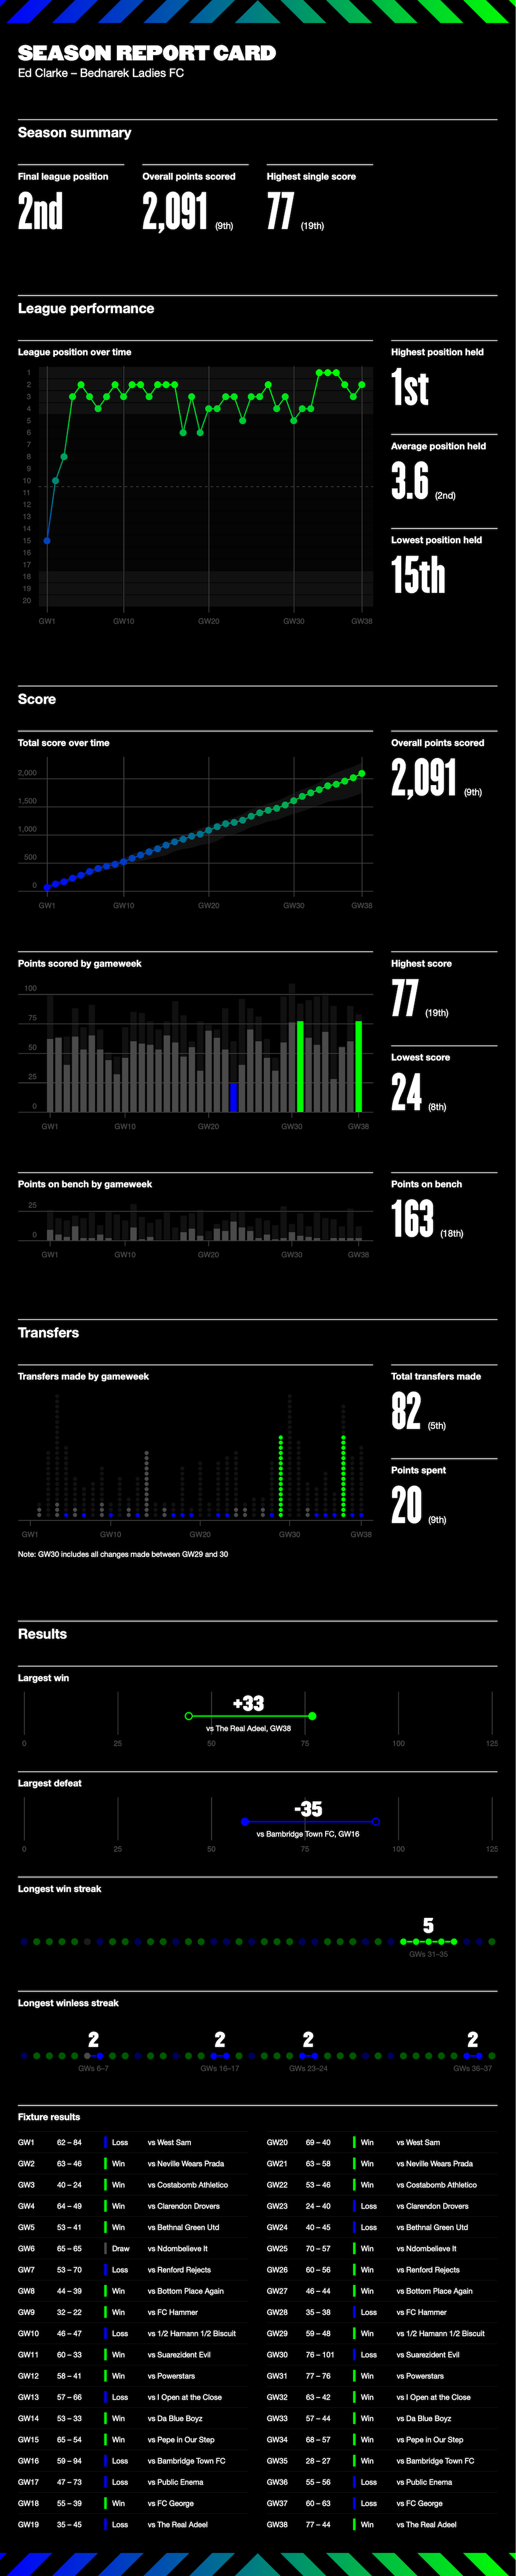 SEASON REPORT CARD
Ed Clarke – Bednarek Ladies FC
Season summary
Final league position
2nd
Overall points scored
2,091 (9th)
Highest single score
77 (19th)
League performance
League position over time
1
2
3
4
5
6
7
8
9
10
11
12
13
14
15
16
17
18
19
20
GW1 GW10 GW20 GW30 GW38
Highest position held
1st
Average position held
3.6 (2nd)
Lowest position held
15th
Score
Total score over time
2,000
1,500
1,000
500
0
GW1 GW10 GW20 GW30 GW38
Overall points scored
2,091 (9th)
Points scored by gameweek
100
75
50
25
0
GW1 GW10 GW20 GW30 GW38
Highest score
77 (19th)
Lowest score
24 (8th)
Points on bench by gameweek
25
0
GW1 GW10 GW20 GW30 GW38
Points on bench
163 (18th)
Transfers
Transfers made by gameweek
GW1 GW10 GW20 GW30 GW38
Note: GW30 includes all changes made between GW29 and 30
Total transfers made
82 (5th)
Points spent
20 (9th)
Results
Largest win
+33
vs The Real Adeel, GW38
0 25 50 75 100 125
Largest defeat
-35
vs Bambridge Town FC, GW16
0 25 50 75 100 125
Longest win streak
5
GWs 31–35
Longest winless streak
2 2 2 2
GWs 6–7 GWs 16–17 GWs 23–24 GWs 36–37
Fixture results
GW1 62 – 84 Loss vs West Sam
GW2 63 – 46 Win vs Neville Wears Prada
GW3 40 – 24 Win vs Costabomb Athletico
GW4 64 – 49 Win vs Clarendon Drovers
GW5 53 – 41 Win vs Bethnal Green Utd
GW6 65 – 65 Draw vs Ndombelieve It
GW7 53 – 70 Loss vs Renford Rejects
GW8 44 – 39 Win vs Bottom Place Again
GW9 32 – 22 Win vs FC Hammer
GW10 46 – 47 Loss vs 1/2 Hamann 1/2 Biscuit
GW11 60 – 33 Win vs Suarezident Evil
GW12 58 – 41 Win vs Powerstars
GW13 57 – 66 Loss vs I Open at the Close
GW14 53 – 33 Win vs Da Blue Boyz
GW15 65 – 54 Win vs Pepe in Our Step
GW16 59 – 94 Loss vs Bambridge Town FC
GW17 47 – 73 Loss vs Public Enema
GW18 55 – 39 Win vs FC George
GW19 35 – 45 Loss vs The Real Adeel
GW20 69 – 40 Win vs West Sam
GW21 63 – 58 Win vs Neville Wears Prada
GW22 53 – 46 Win vs Costabomb Athletico
GW23 24 – 40 Loss vs Clarendon Drovers
GW24 40 – 45 Loss vs Bethnal Green Utd
GW25 70 – 57 Win vs Ndombelieve It
GW26 60 – 56 Win vs Renford Rejects
GW27 46 – 44 Win vs Bottom Place Again
GW28 35 – 38 Loss vs FC Hammer
GW29 59 – 48 Win vs 1/2 Hamann 1/2 Biscuit
GW30 76 – 101 Loss vs Suarezident Evil
GW31 77 – 76 Win vs Powerstars
GW32 63 – 42 Win vs I Open at the Close
GW33 57 – 44 Win vs Da Blue Boyz
GW34 68 – 57 Win vs Pepe in Our Step
GW35 28 – 27 Win vs Bambridge Town FC
GW36 55 – 56 Loss vs Public Enema
GW37 60 – 63 Loss vs FC George
GW38 77 – 44 Win vs The Real Adeel